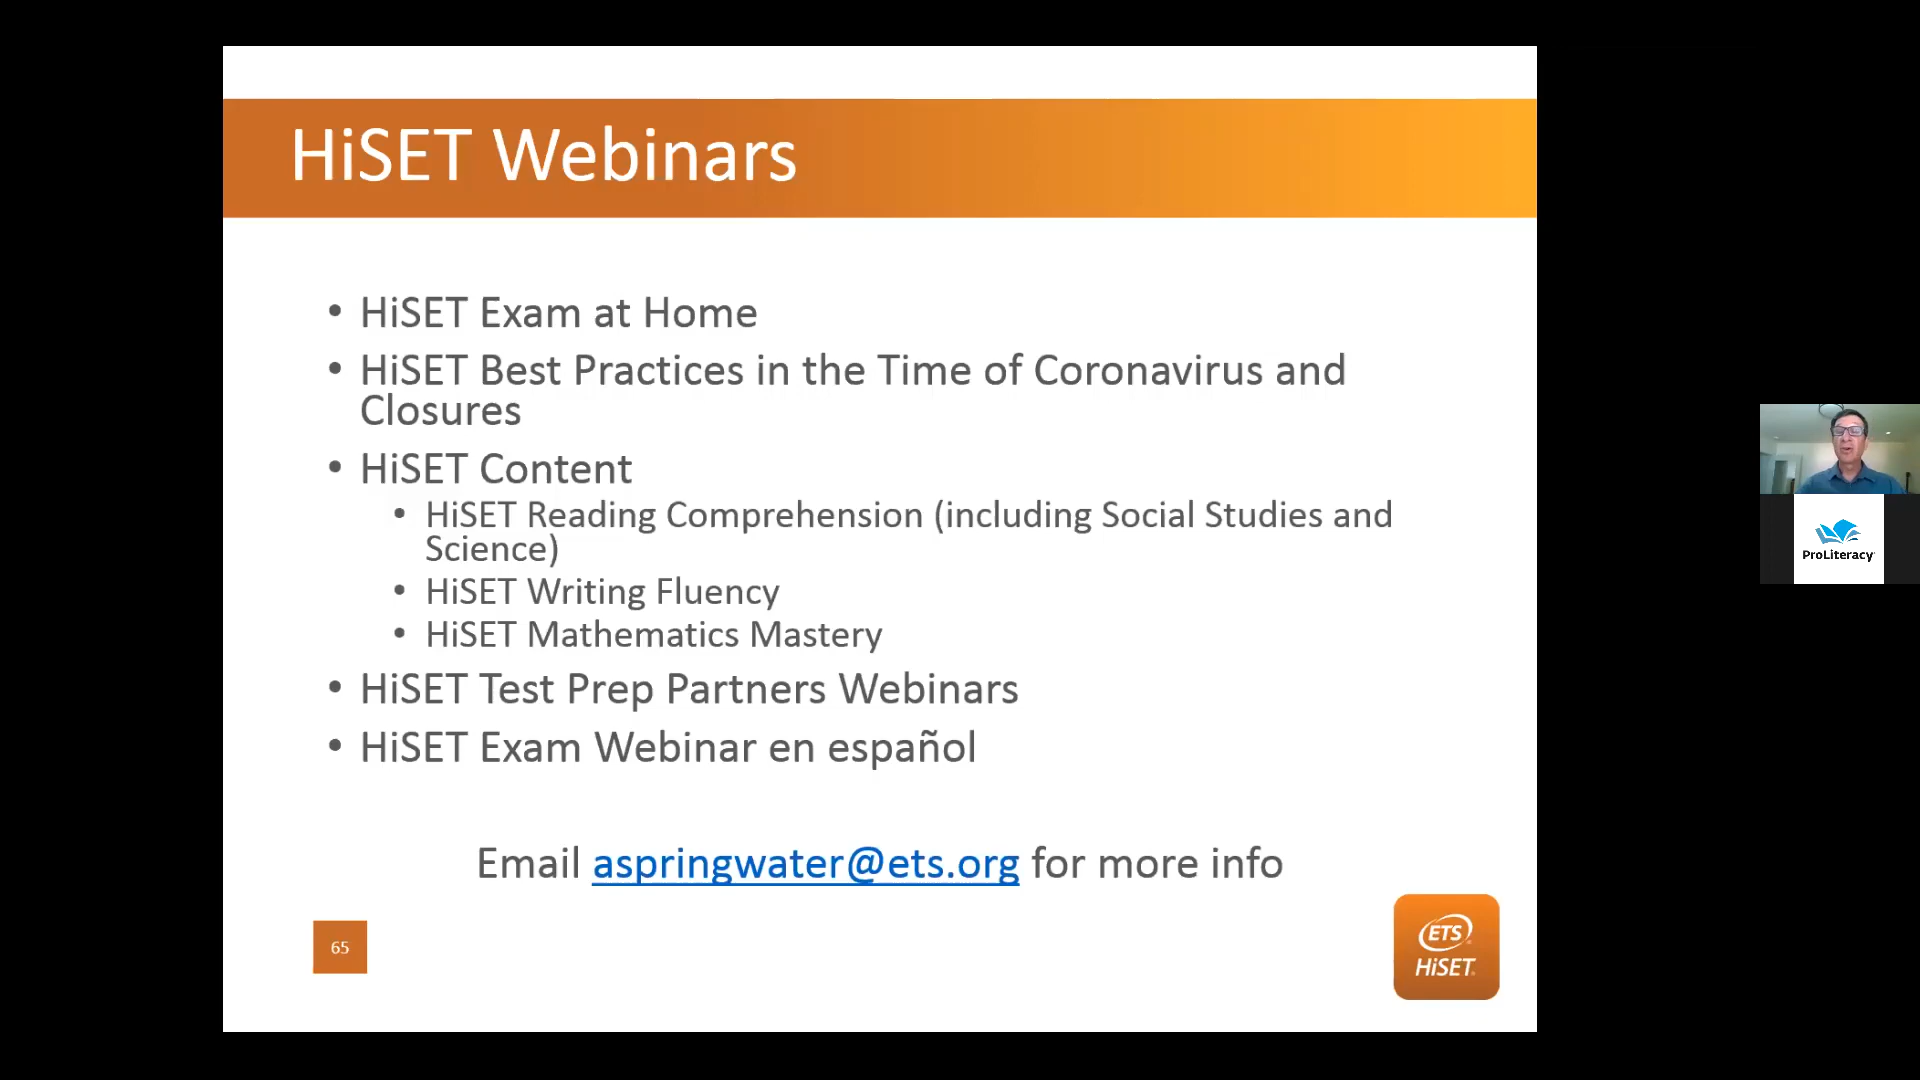 HiSET Webinars
• HiSET Exam at Home
• HiSET Best Practices in the Time of Coronavirus and
Closures
• HiSET Content
• HiSET Reading Comprehension (including Social Studies and
Science)
• HiSET Writing Fluency
• HiSET Mathematics Mastery
• HiSET Test Prep Partners Webinars
• HiSET Exam Webinar en español
Email aspringwater@ets.org for more info
65
ETS®
HiSET®
ProLiteracy